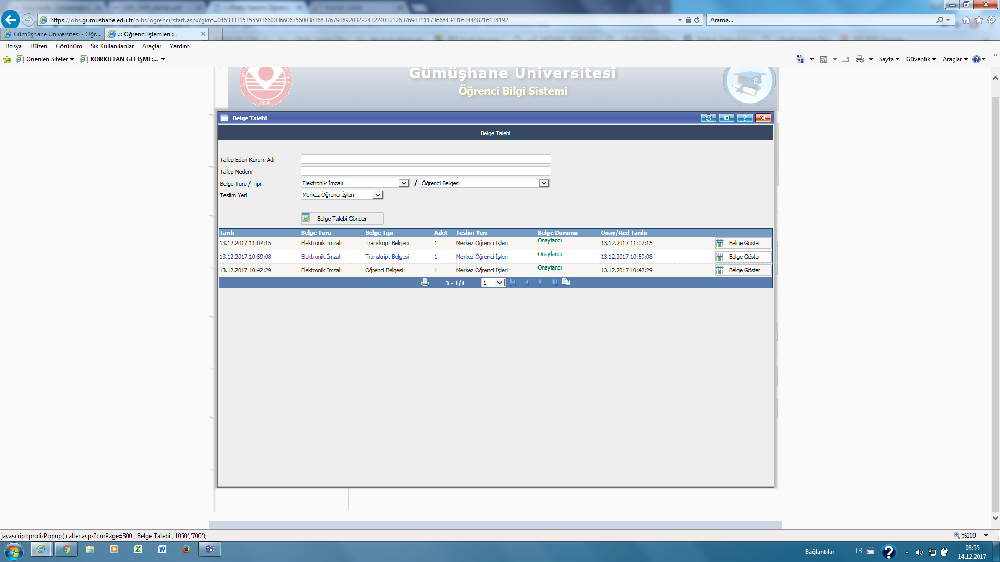 https://obs.gumushane.edu.tr/oibs/ogrenci/start.aspx?gkm=0463333153555036600366063560038368376793892032224322403212637693311173668434316344482161341​92
Arama...
Gümüşhane Üniversitesi - Öğr...
.:: Öğrenci İşlemleri ::.
Dosya Düzen Görünüm Sık Kullanılanlar Araçlar Yardım
Önerilen Siteler KORKUTAN GELİŞME:... Sayfa Güvenlik Araçlar
Gümüşhane Üniversitesi
Öğrenci Bilgi Sistemi
2008
Belge Talebi
Belge Talebi
Talep Eden Kurum Adı
Talep Nedeni
Belge Türü / Tipi Elektronik İmzalı / Öğrenci Belgesi
Teslim Yeri Merkez Öğrenci İşleri
Belge Talebi Gönder
Tarih Belge Türü Belge Tipi Adet Teslim Yeri Belge Durumu Onay/Red Tarihi
13.12.2017 11:07:15 Elektronik İmzalı Transkript Belgesi 1 Merkez Öğrenci İşleri Onaylandı 13.12.2017 11:07:15 Belge Göster
13.12.2017 10:59:08 Elektronik İmzalı Transkript Belgesi 1 Merkez Öğrenci İşleri Onaylandı 13.12.2017 10:59:08 Belge Göster
13.12.2017 10:42:29 Elektronik İmzalı Öğrenci Belgesi 1 Merkez Öğrenci İşleri Onaylandı 13.12.2017 10:42:29 Belge Göster
3 - 1/1 1
javascript:prolizPopup('caller.aspx?curPage=300','Belge Talebi','1050','700');
%100
Bağlantılar TR 08:55
14.12.2017